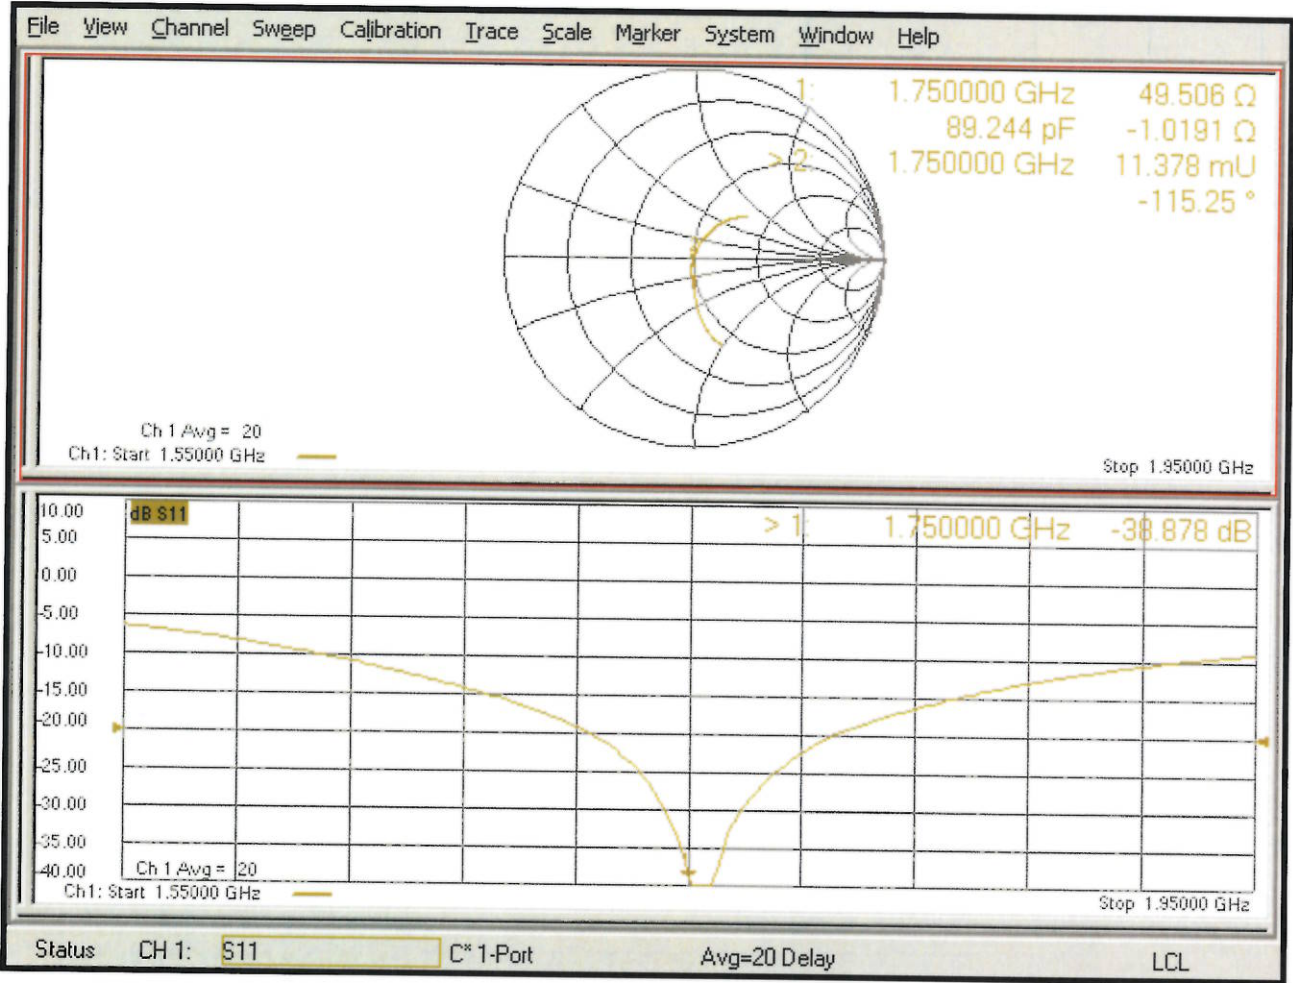 File View Channel Sweep Calibration Trace Scale Marker System Window Help
1: 1.750000 GHz 49.506 Ω
89.244 pF -1.0191 Ω
> 2: 1.750000 GHz 11.378 mU
-115.25 °
Ch 1 Avg = 20
Ch1: Start 1.55000 GHz
Stop 1.95000 GHz
10.00
dB S11
> 1: 1.750000 GHz -38.878 dB
5.00
0.00
-5.00
-10.00
-15.00
-20.00
-25.00
-30.00
-35.00
-40.00
Ch 1 Avg = 20
Ch1: Start 1.55000 GHz
Stop 1.95000 GHz
Status CH 1: S11 C* 1-Port Avg=20 Delay LCL